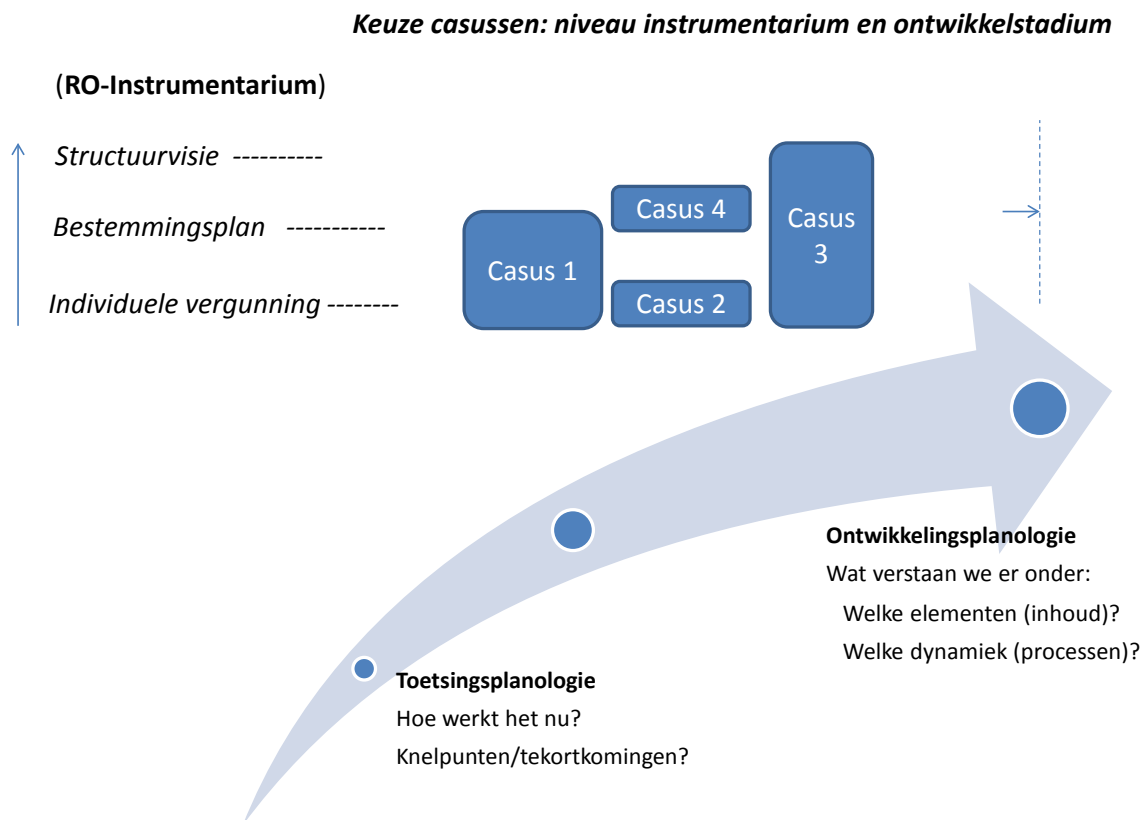 Keuze casussen: niveau instrumentarium en ontwikkelstadium
(RO-Instrumentarium)
Structuurvisie ----------
Bestemmingsplan -----------
Individuele vergunning --------
Casus 1
Casus 4
Casus 2
Casus
3
Ontwikkelingsplanologie
Wat verstaan we er onder:
Welke elementen (inhoud)?
Welke dynamiek (processen)?
Toetsingsplanologie
Hoe werkt het nu?
Knelpunten/tekortkomingen?